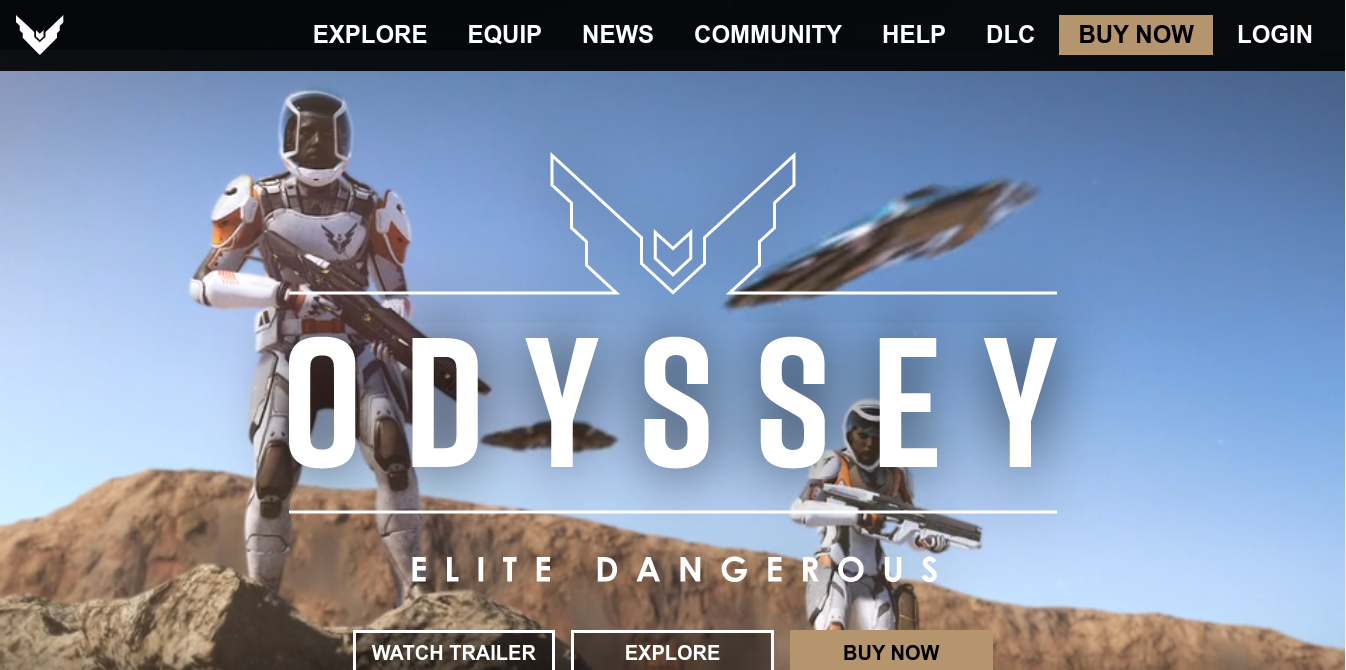 EXPLORE EQUIP NEWS COMMUNITY HELP DLC BUY NOW LOGIN
ODYSSEY
ELITE DANGEROUS
WATCH TRAILER EXPLORE BUY NOW